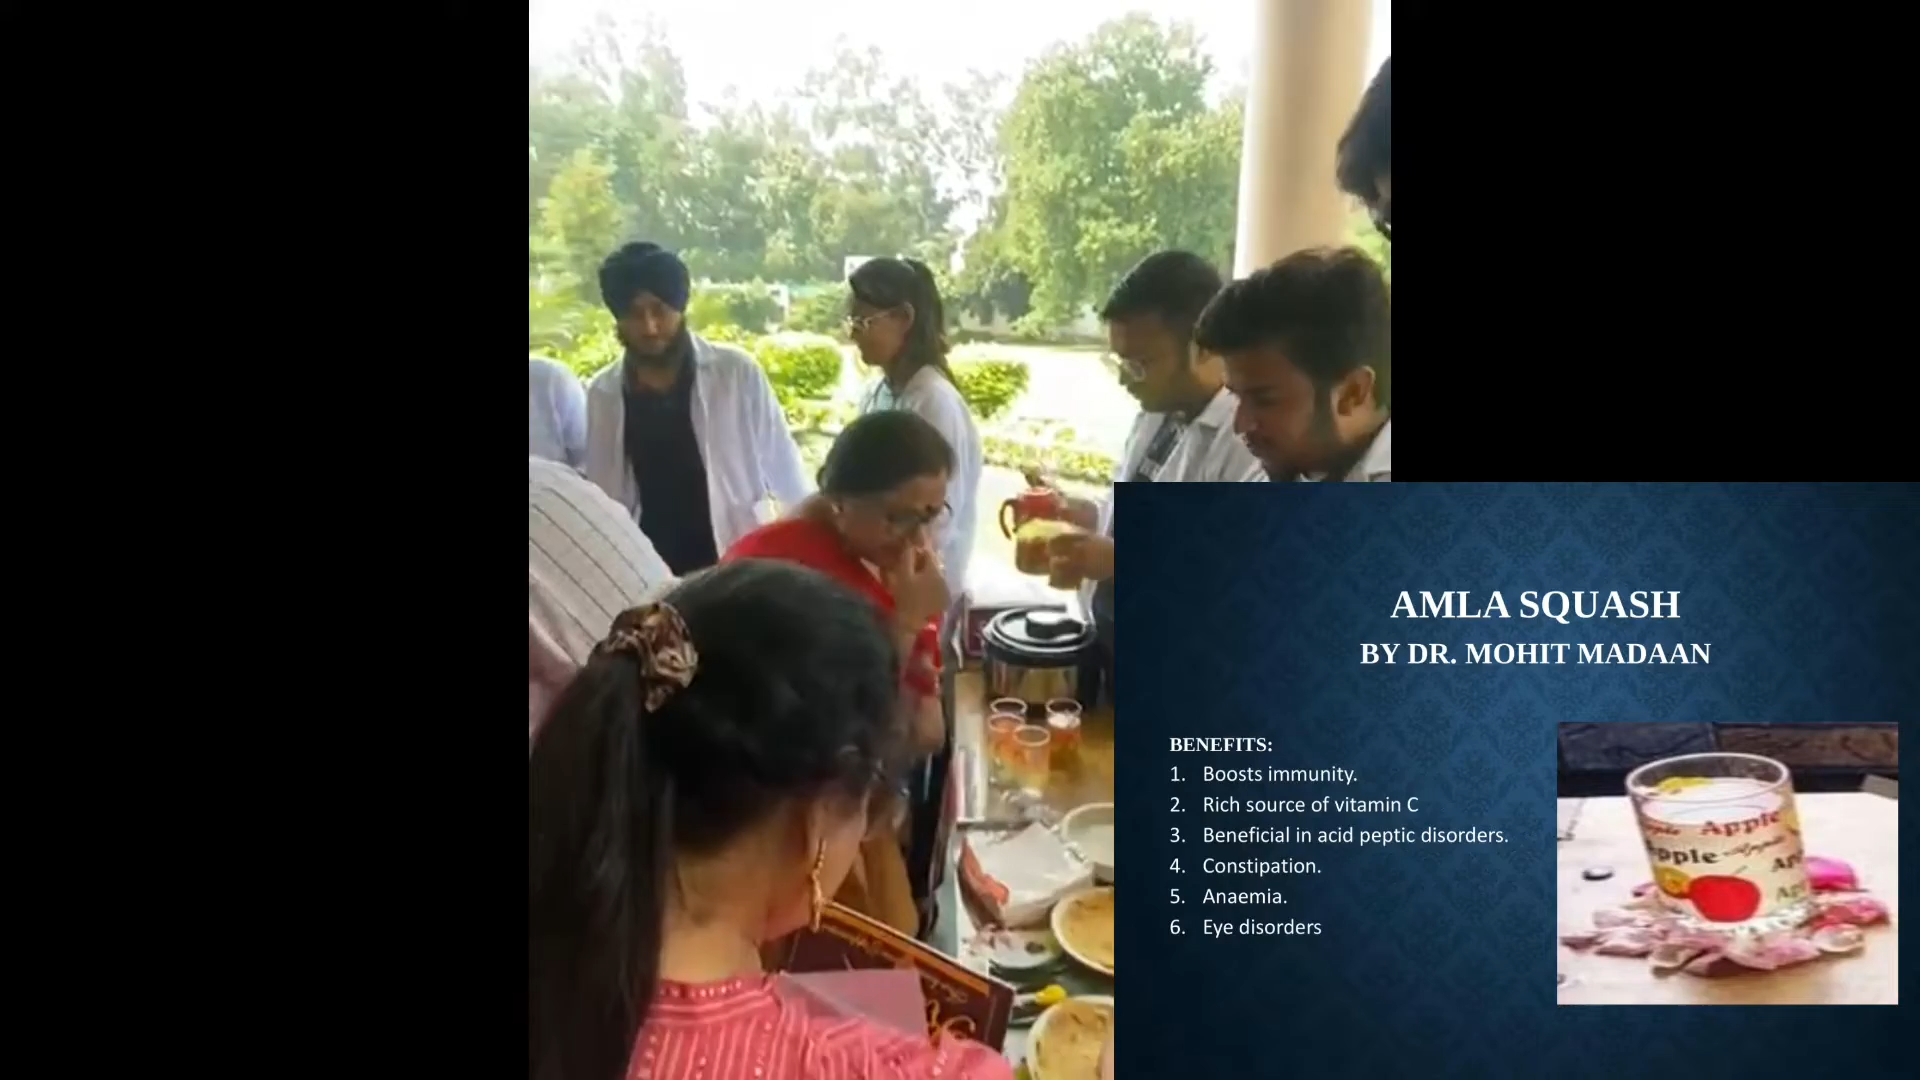 AMLA SQUASH
BY DR. MOHIT MADAAN
BENEFITS:
1. Boosts immunity.
2. Rich source of vitamin C
3. Beneficial in acid peptic disorders.
4. Constipation.
5. Anaemia.
6. Eye disorders
Apple
Apple